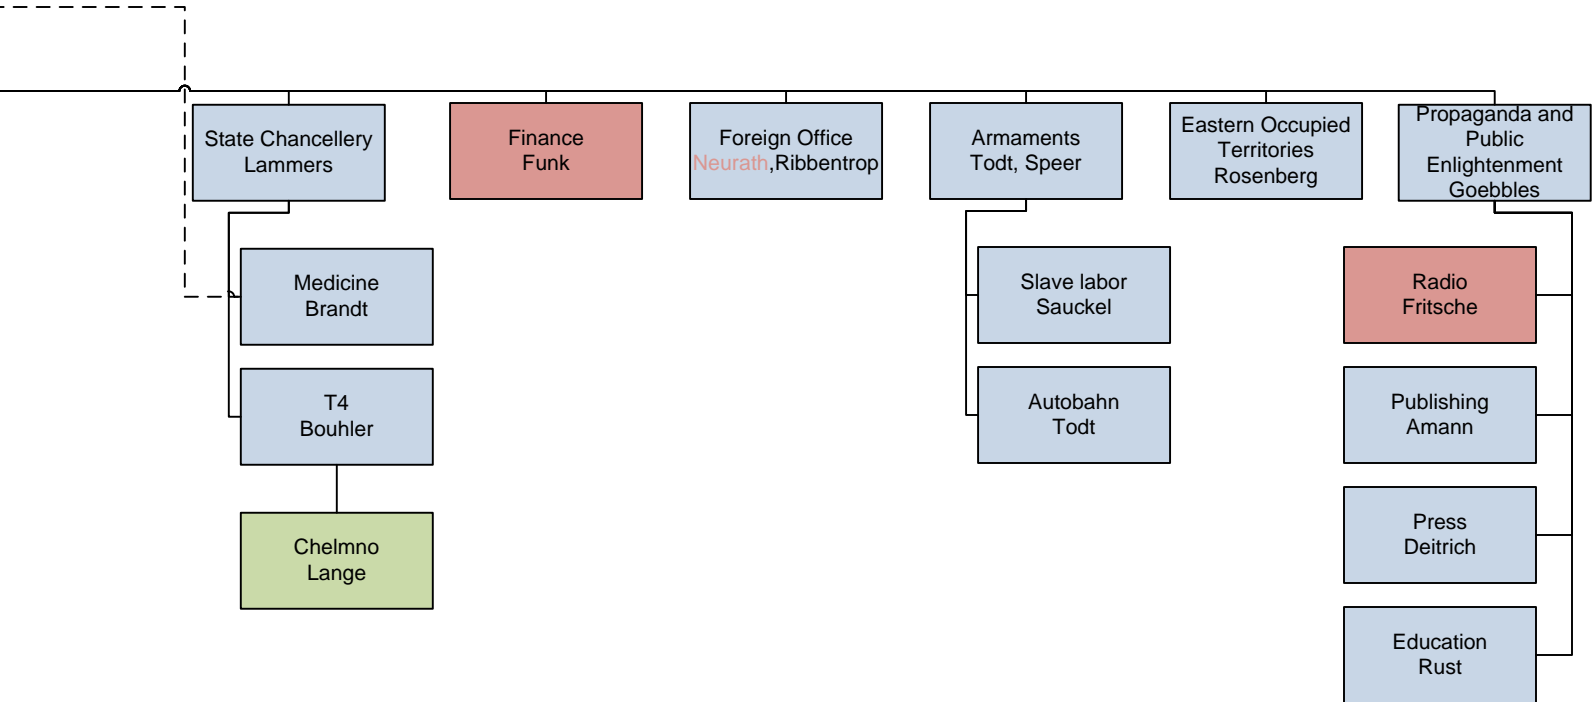 State Chancellery
Lammers
Finance
Funk
Foreign Office
Neurath,Ribbentrop
Armaments
Todt, Speer
Eastern Occupied
Territories
Rosenberg
Propaganda and
Public
Enlightenment
Goebbles
Medicine
Brandt
Slave labor
Sauckel
Radio
Fritsche
T4
Bouhler
Autobahn
Todt
Publishing
Amann
Chelmno
Lange
Press
Deitrich
Education
Rust